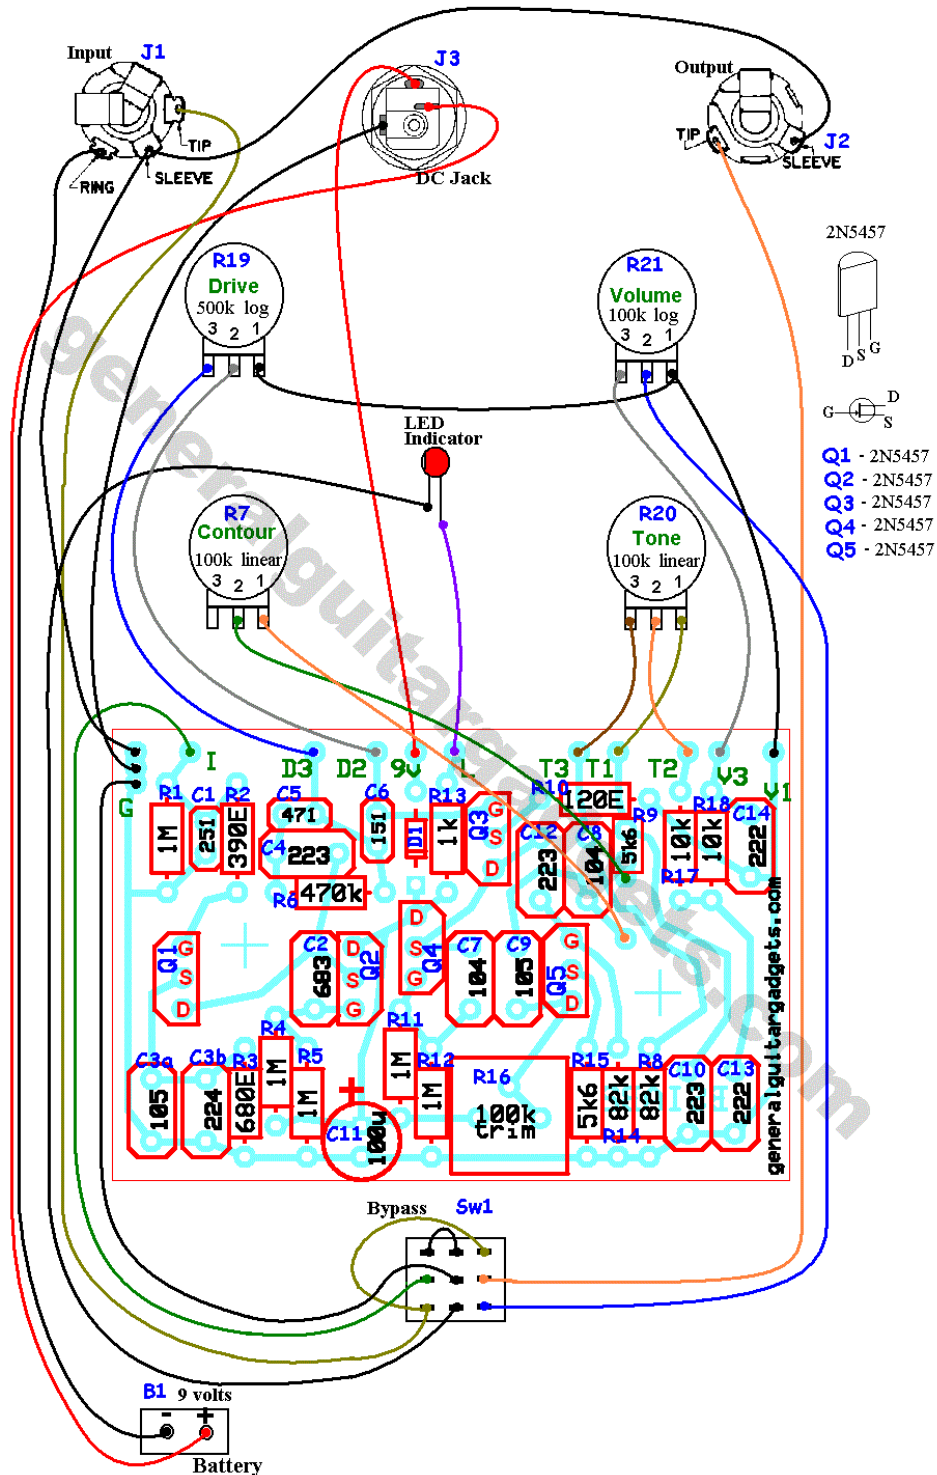 Input
J1
TIP
RING
SLEEVE
J3
DC Jack
Output
TIP
J2
SLEEVE
2N5457
D S G
D
G
S
Q1 - 2N5457
Q2 - 2N5457
Q3 - 2N5457
Q4 - 2N5457
Q5 - 2N5457
R19
Drive
500k log
3 2 1
R21
Volume
100k log
3 2 1
LED
Indicator
R7
Contour
100k linear
3 2 1
R20
Tone
100k linear
3 2 1
generalguitargadgets.com
G I D3 D2 9v L T3 T1 T2 V3 V1
R1
1M
C1
251
R2
390E
C5
471
C4
223
R6
470k
C6
151
D1
R13
1k
Q3
G
S
D
R10
120E
C12
223
C8
104
R9
5k6
R17
10k
R18
10k
C14
222
Q1
G
S
D
C2
683
Q2
D
S
G
Q4
D
S
G
C7
104
C9
105
Q5
G
S
D
generalguitargadgets.com
C3a
105
C3b
224
R3
680E
R4
1M
R5
1M
+
C11
100u
R11
1M
R12
1M
R16
100k
trim
R15
5k6
R14
82k
R8
82k
C10
223
C13
222
Bypass
Sw1
B1
9 volts
- +
Battery